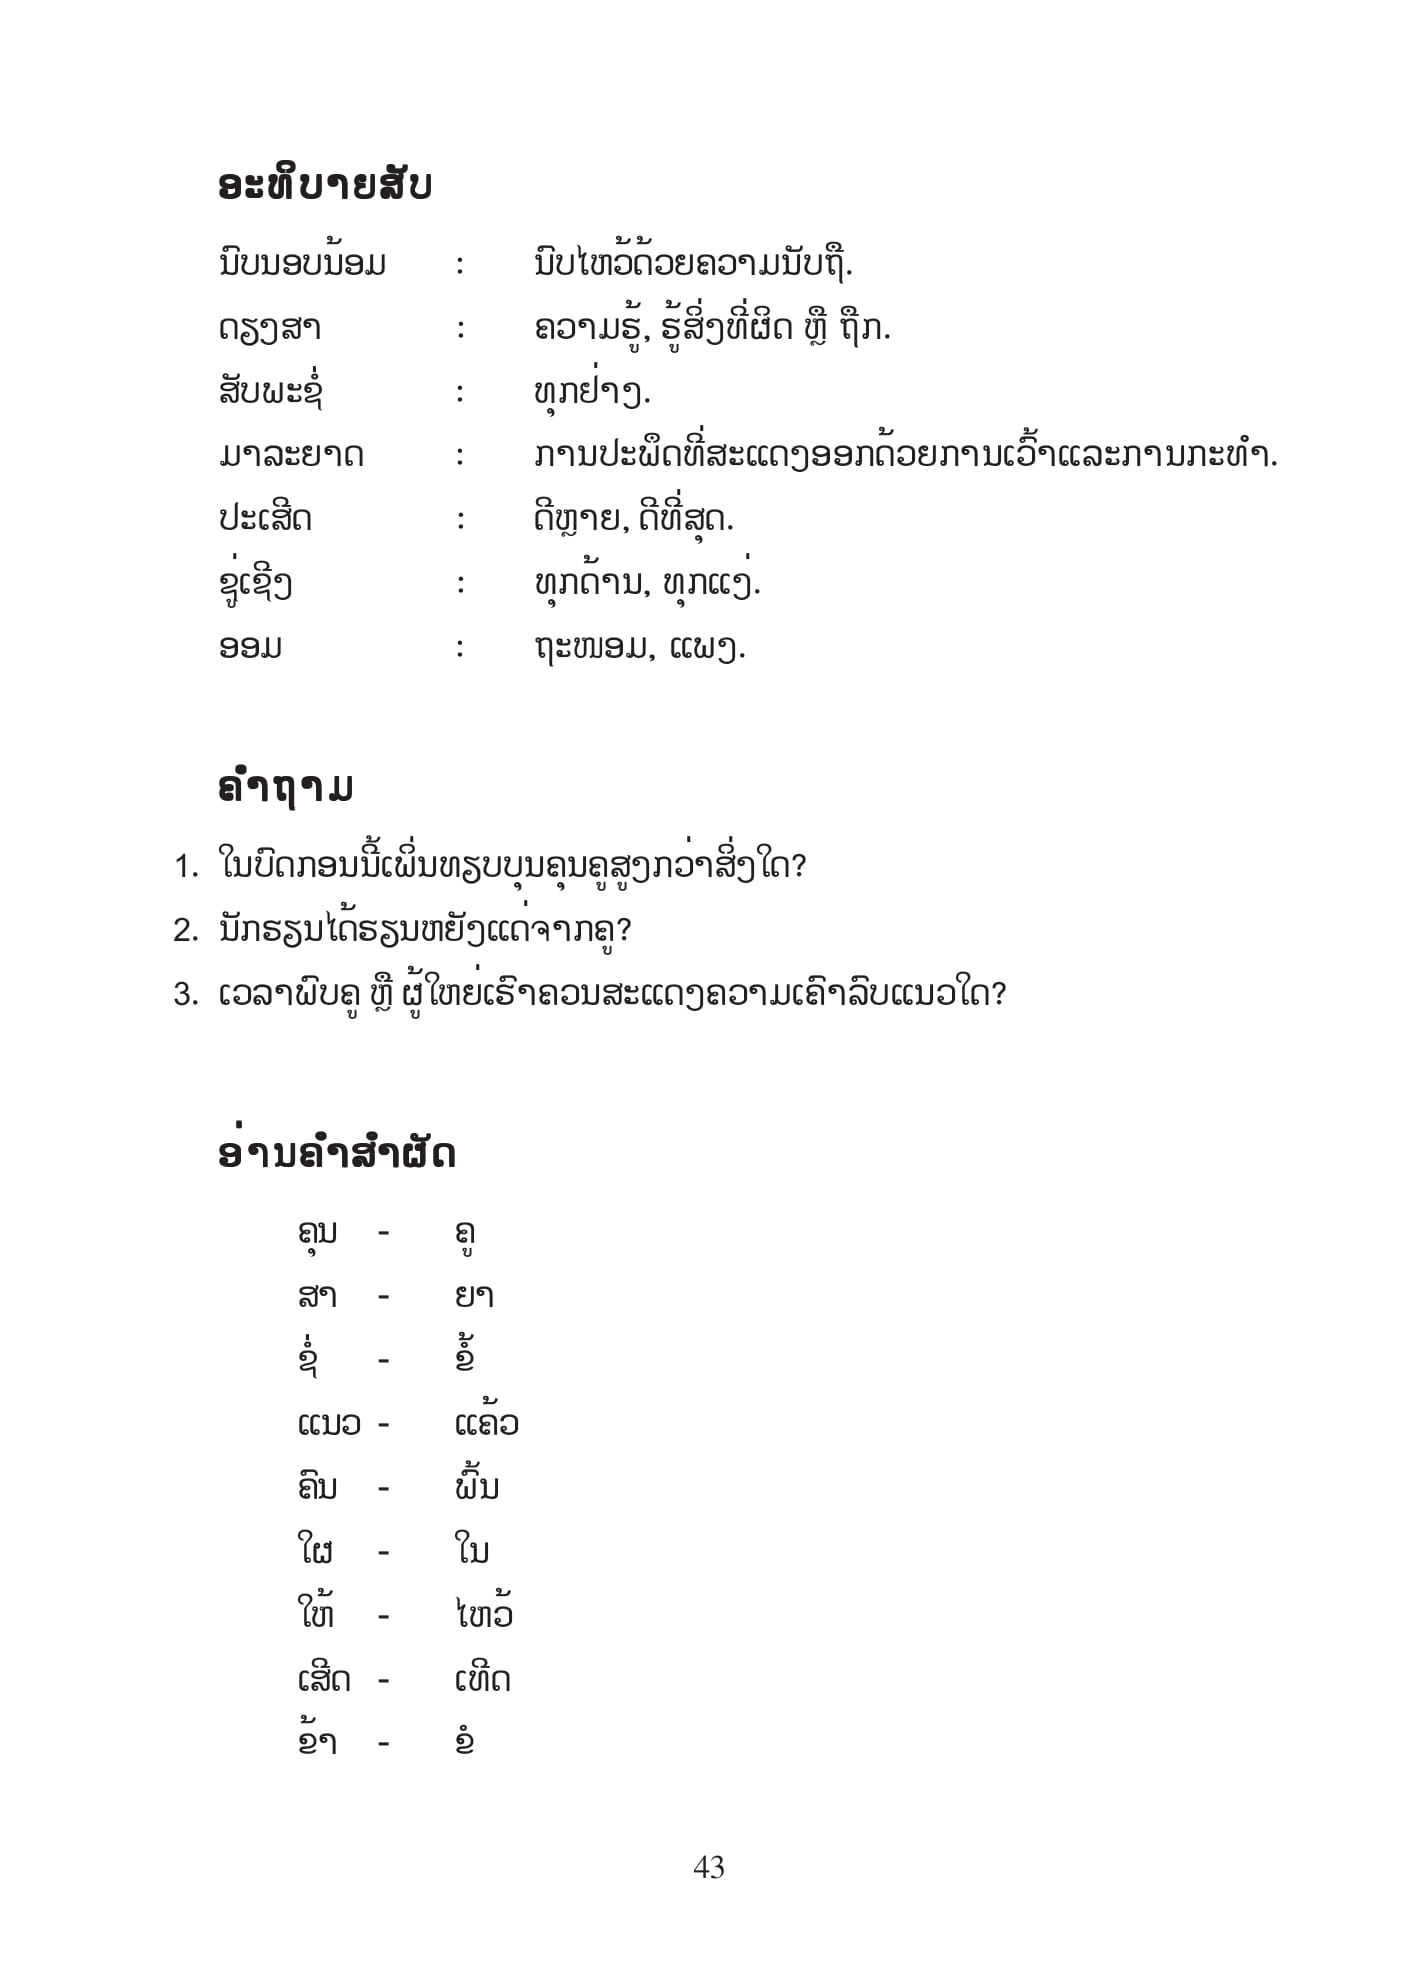 ອະທິບາຍສັບ
ນົບນອບນ້ອມ : ນົບໄຫວ້ດ້ວຍຄວາມນັບຖື.
ດຽງສາ : ຄວາມຮູ້, ຮູ້ສິ່ງທີ່ຜິດ ຫຼື ຖືກ.
ສັບພະຊໍ່ : ທຸກຢ່າງ.
ມາລະຍາດ : ການປະພຶດທີ່ສະແດງອອກດ້ວຍການເວົ້າແລະການກະທຳ.
ປະເສີດ : ດີຫຼາຍ, ດີທີ່ສຸດ.
ຊູ່ເຊີງ : ທຸກດ້ານ, ທຸກແງ່.
ອອມ : ຖະໜອມ, ແພງ.
ຄຳຖາມ
1. ໃນບົດກອນນີ້ເພິ່ນທຽບບຸນຄຸນຄູສູງກວ່າສິ່ງໃດ?
2. ນັກຮຽນໄດ້ຮຽນຫຍັງແດ່ຈາກຄູ?
3. ເວລາພົບຄູ ຫຼື ຜູ້ໃຫຍ່ເຮົາຄວນສະແດງຄວາມເຄົາລົບແນວໃດ?
ອ່ານຄຳສຳຜັດ
ຄຸນ - ຄູ
ສາ - ຍາ
ຊໍ່ - ຂໍ້
ແນວ - ແຄ້ວ
ຄົນ - ພົ້ນ
ໃຜ - ໃນ
ໃຫ້ - ໄຫວ້
ເສີດ - ເທີດ
ຂ້າ - ຂໍ
43